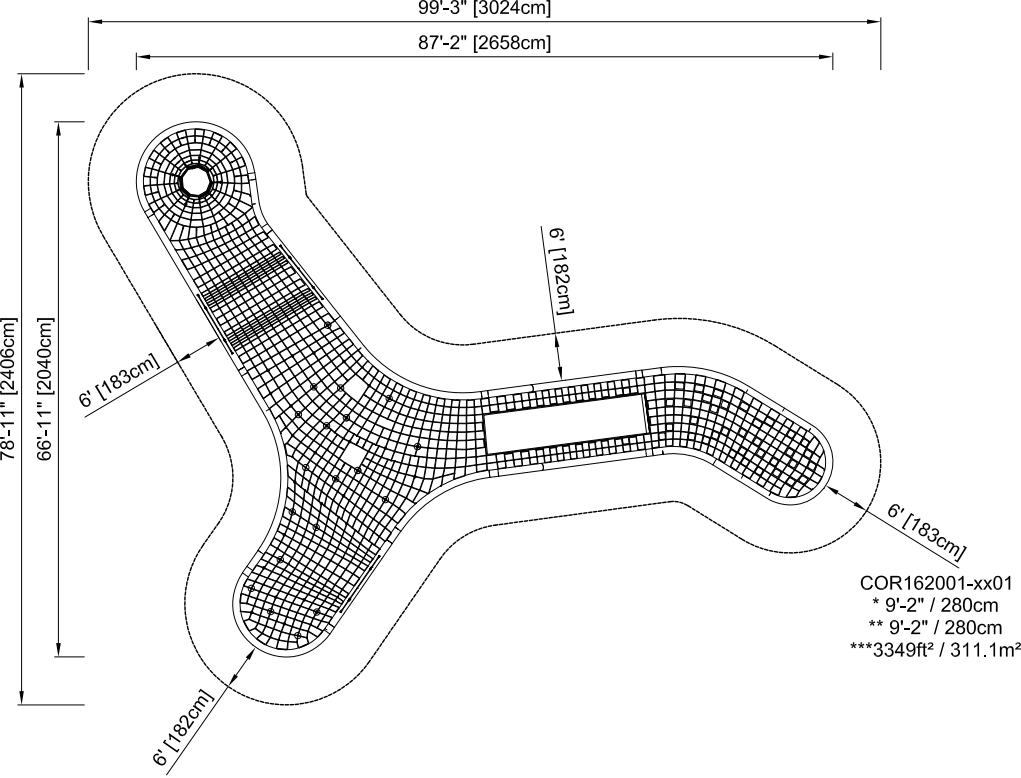 99'-3" [3024cm]
87'-2" [2658cm]
6' [182cm]
78'-11" [2406cm]
66'-11" [2040cm]
6' [183cm]
6' [183cm]
COR162001-xx01
* 9'-2" / 280cm
** 9'-2" / 280cm
***3349ft² / 311.1m²
6' [182cm]